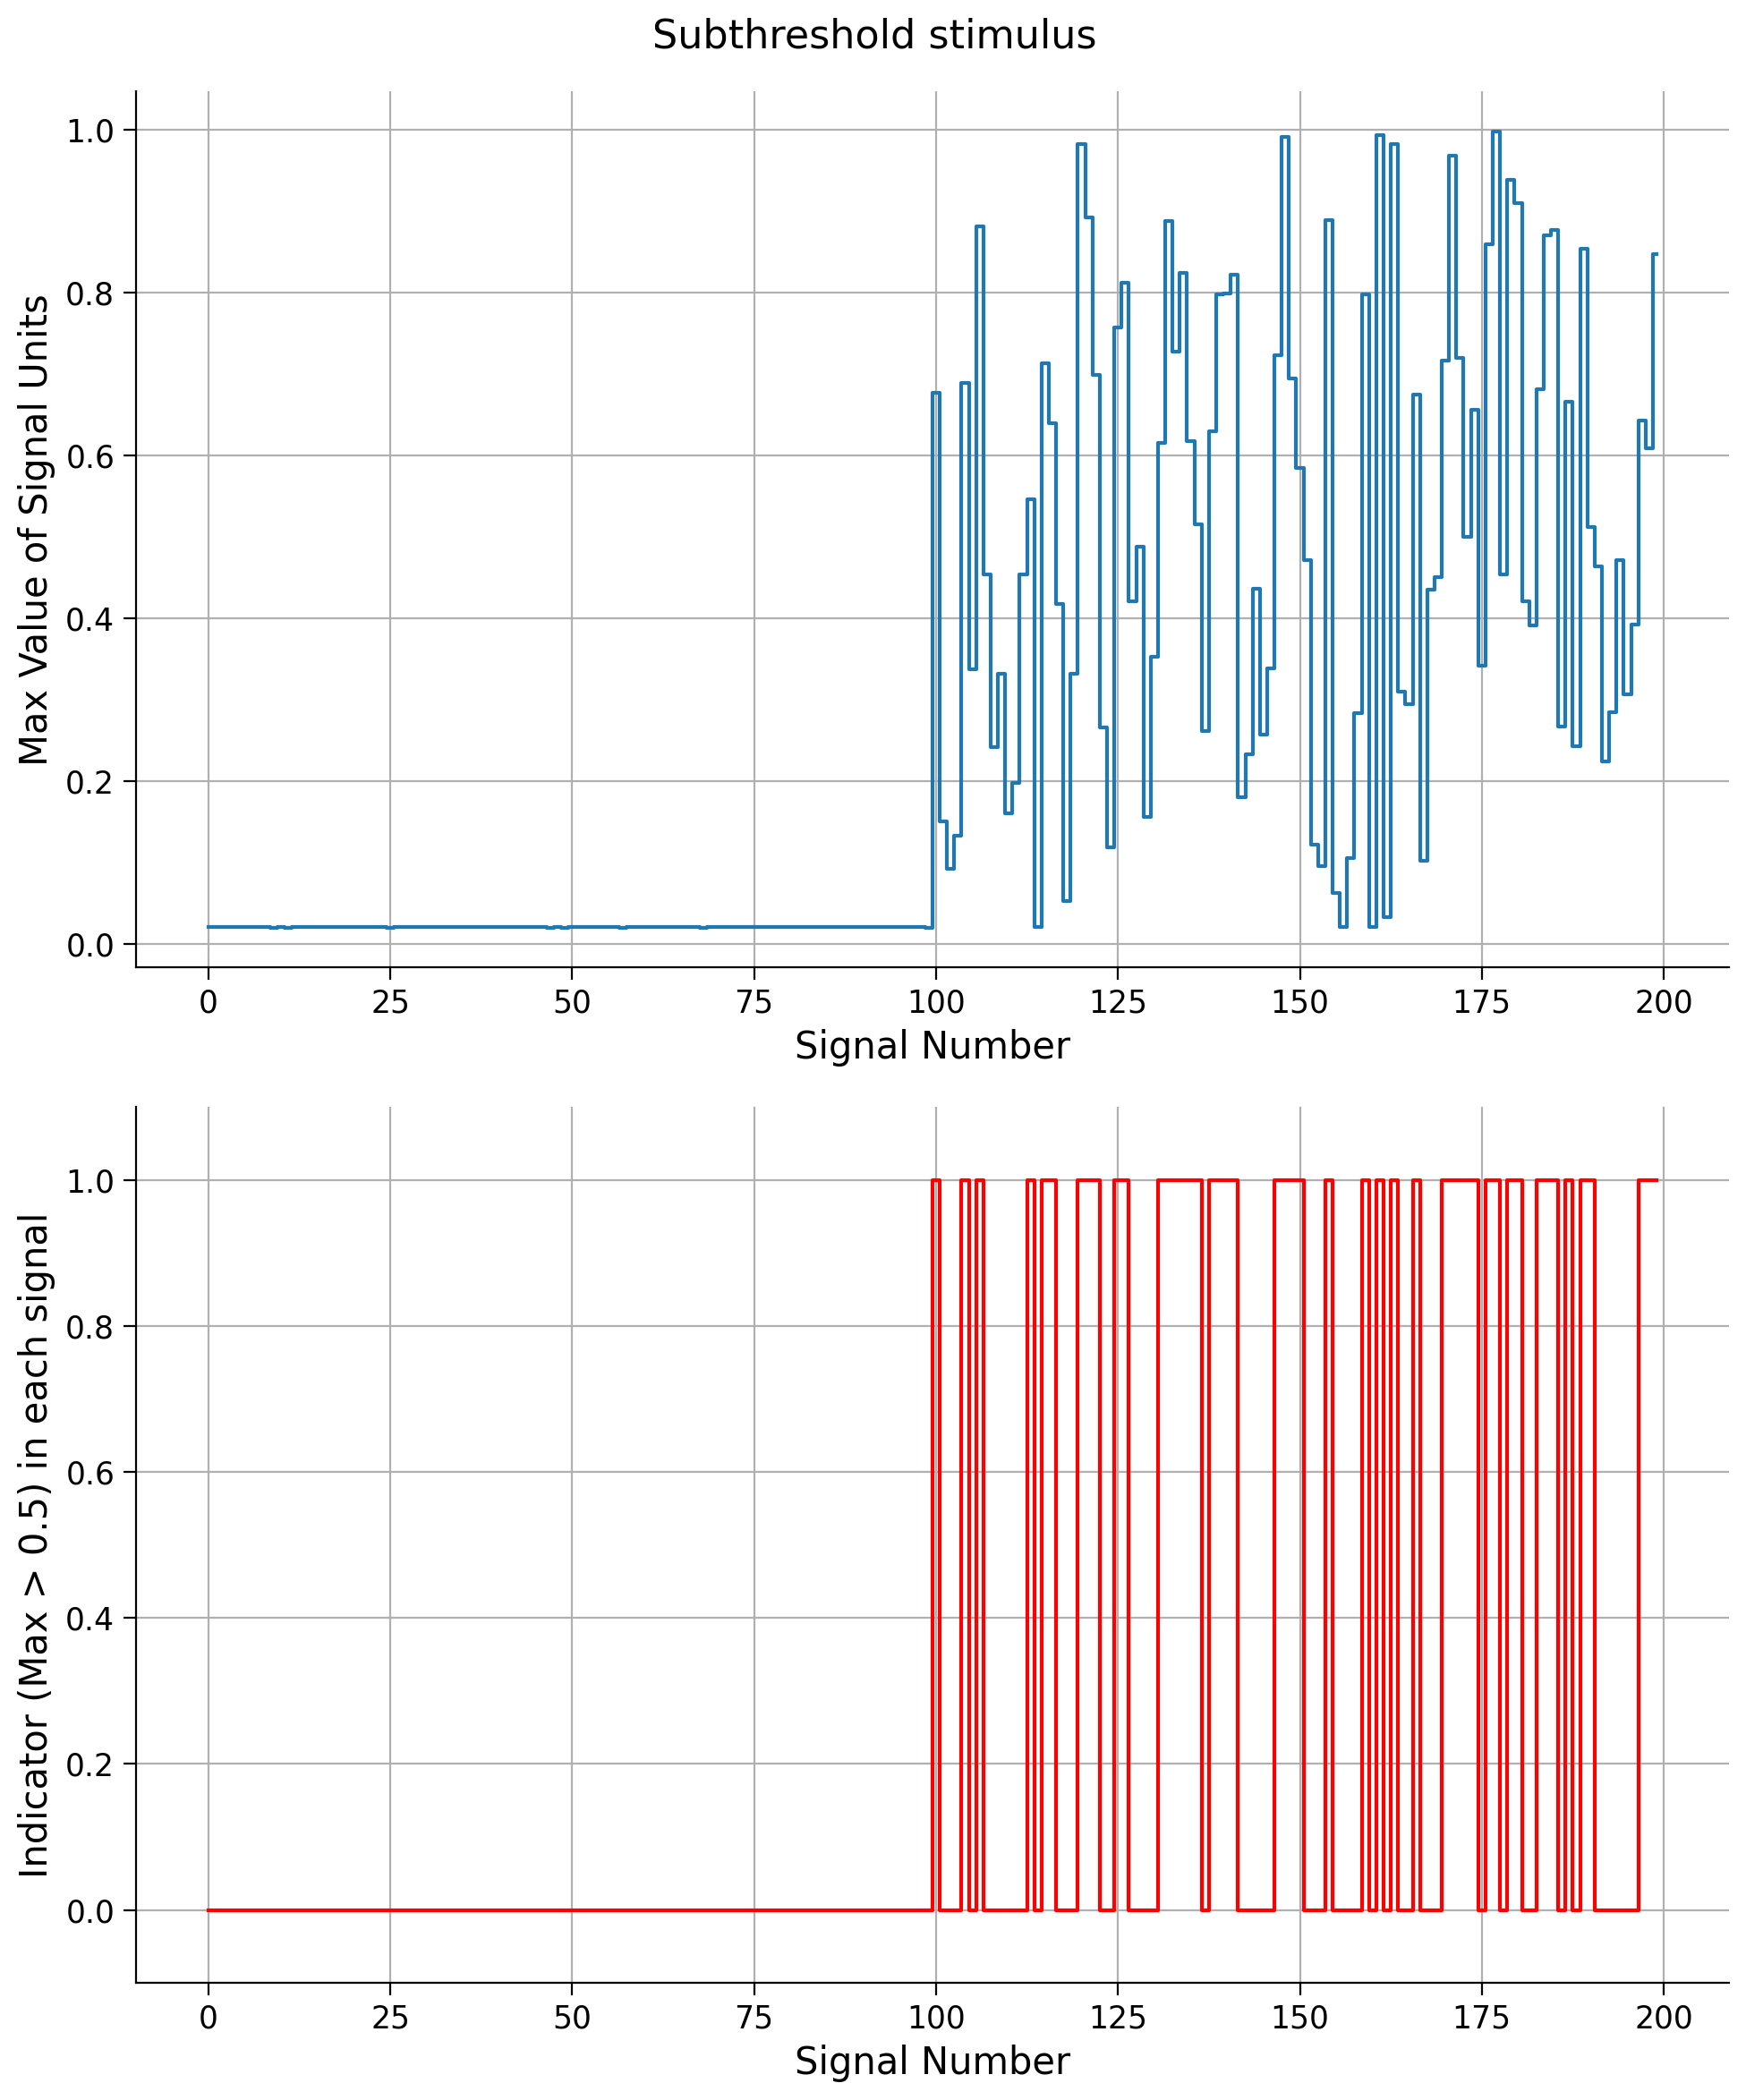 Subthreshold stimulus
Max Value of Signal Units
1.0
0.8
0.6
0.4
0.2
0.0
0 25 50 75 100 125 150 175 200
Signal Number
Indicator (Max > 0.5) in each signal
1.0
0.8
0.6
0.4
0.2
0.0
0 25 50 75 100 125 150 175 200
Signal Number